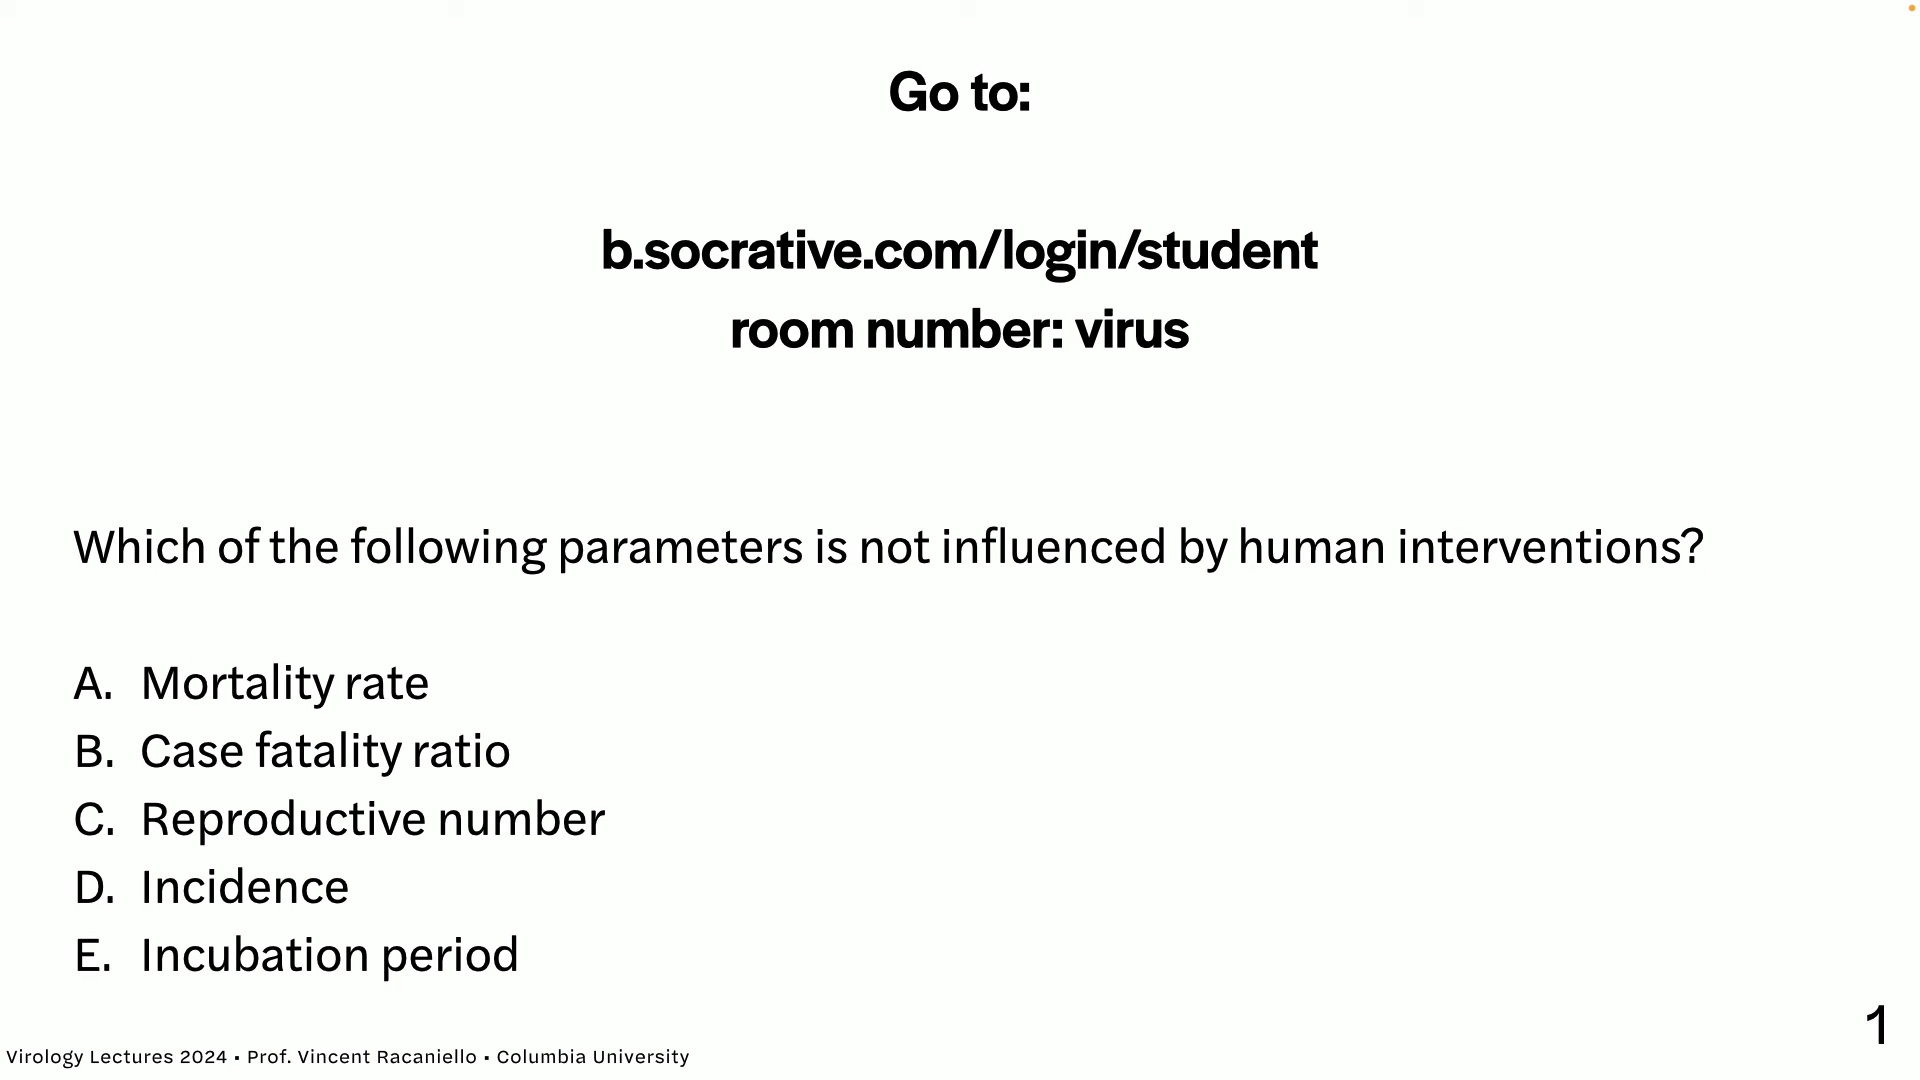 Go to:
b.socrative.com/login/student
room number: virus
Which of the following parameters is not influenced by human interventions?
A. Mortality rate
B. Case fatality ratio
C. Reproductive number
D. Incidence
E. Incubation period
1
Virology Lectures 2024 • Prof. Vincent Racaniello • Columbia University